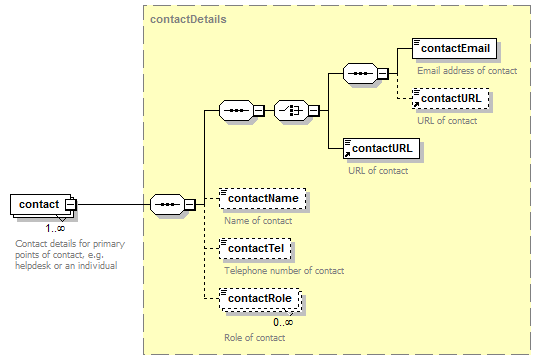 contactDetails
contactEmail
Email address of contact
contactURL
URL of contact
contactURL
URL of contact
contactName
Name of contact
contact
1..∞
Contact details for primary
points of contact, e.g.
helpdesk or an individual
contactTel
Telephone number of contact
contactRole
0..∞
Role of contact